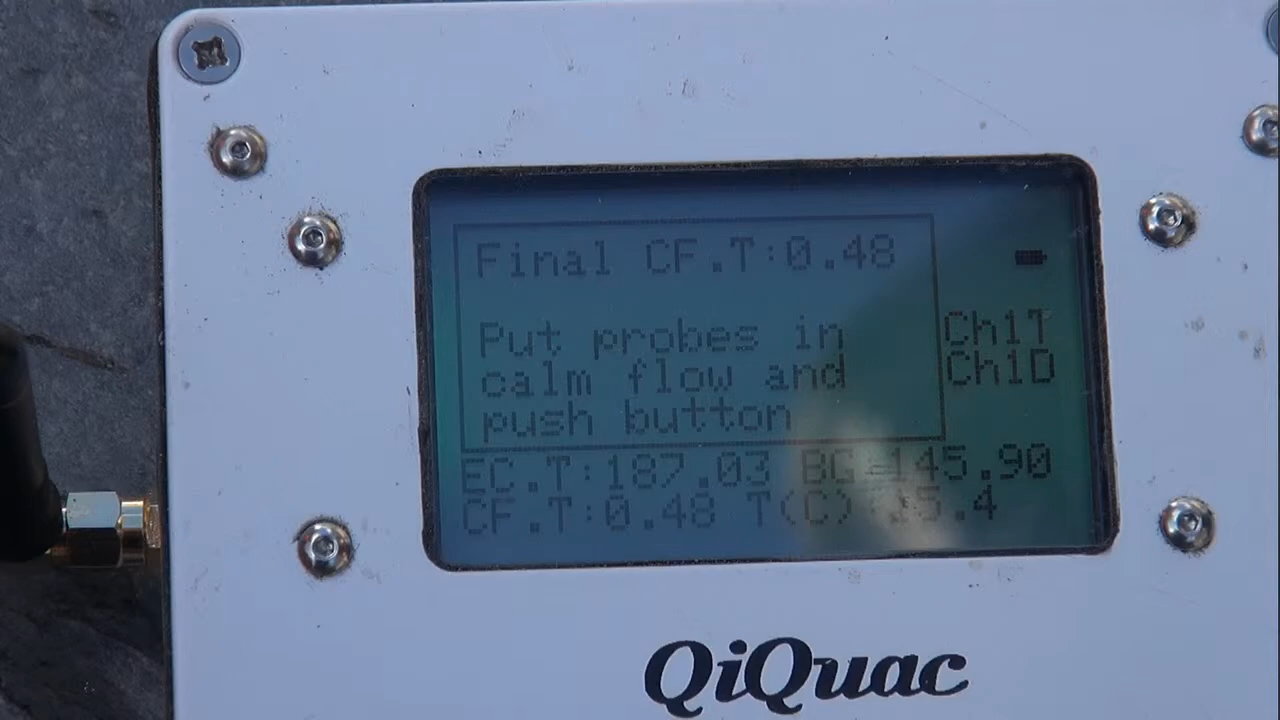 Final CF.T:0.48
Put probes in
calm flow and
push button
Ch1T
Ch1D
EC.T:187.03 BG=145.90
CF.T:0.48 T(C):15.4
QiQuac